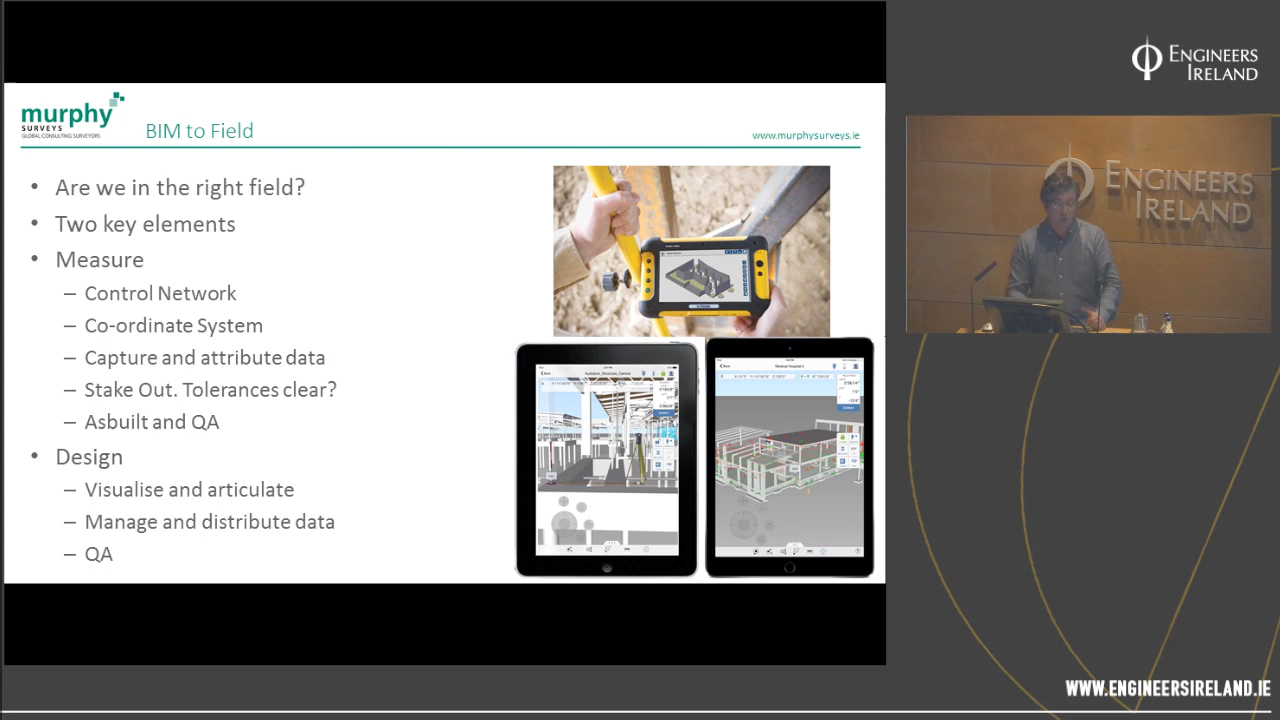 murphy
SURVEYS
GLOBAL CONSULTING SURVEYORS
BIM to Field
www.murphysurveys.ie
• Are we in the right field?
• Two key elements
• Measure
– Control Network
– Co-ordinate System
– Capture and attribute data
– Stake Out. Tolerances clear?
– Asbuilt and QA
• Design
– Visualise and articulate
– Manage and distribute data
– QA
ENGINEERS
IRELAND
ENGINEERS
IRELAND
WWW.ENGINEERSIRELAND.IE